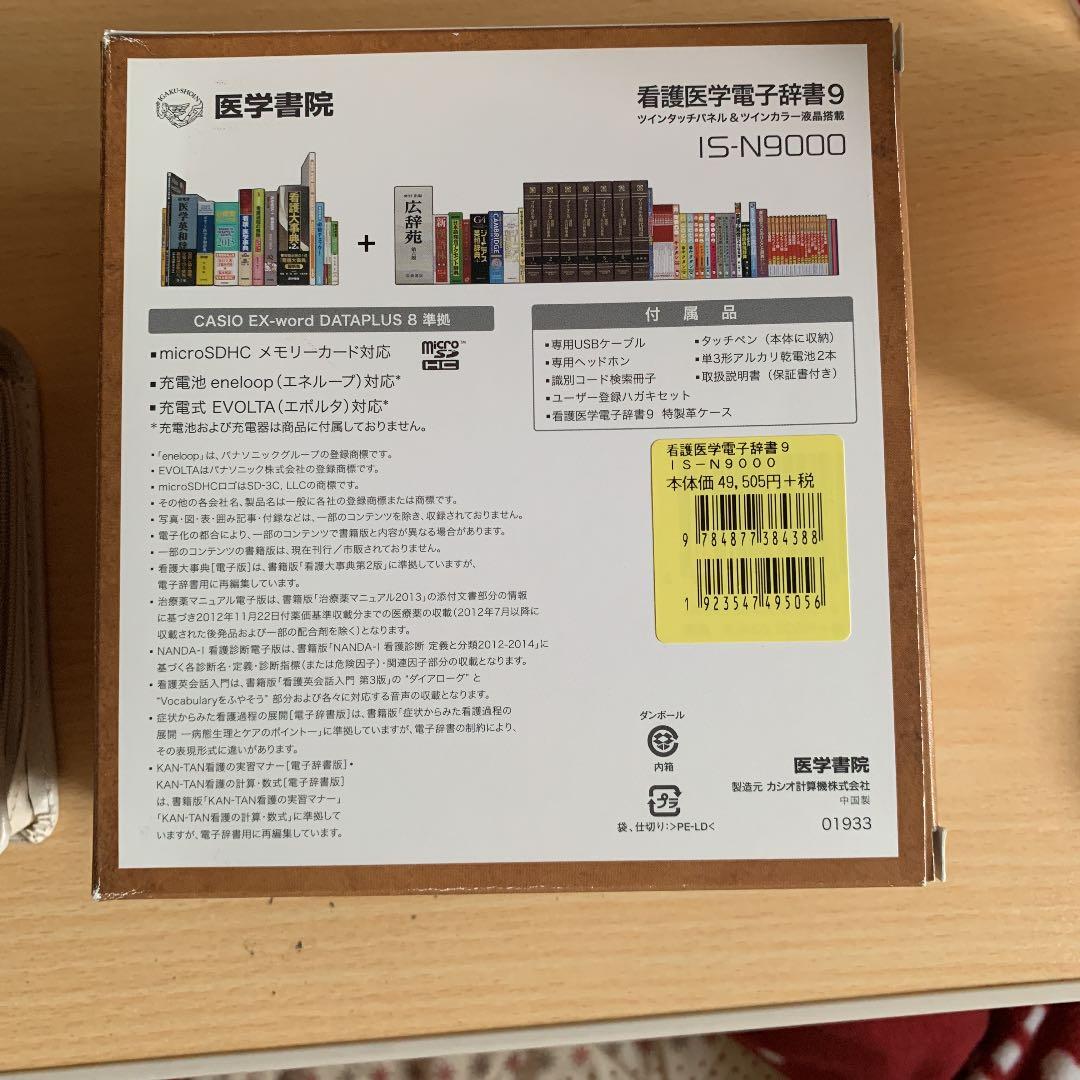 IGAKU-SHOIN
医学書院
看護医学電子辞書9
ツインタッチパネル&ツインカラー液晶搭載
IS-N9000
医学英和辞
看護大事典
広辞苑
+
CAMBRIDGE
CASIO EX-word DATAPLUS 8 準拠
▪microSDHC メモリーカード対応
micro SD HC
▪充電池 eneloop(エネループ)対応*
▪充電式 EVOLTA(エボルタ)対応*
*充電池および充電器は商品に付属しておりません。
付 属 品
▪専用USBケーブル
▪専用ヘッドホン
▪識別コード検索冊子
▪ユーザー登録ハガキセット
▪看護医学電子辞書9 特製革ケース
▪タッチペン(本体に収納)
▪単3形アルカリ乾電池2本
▪取扱説明書(保証書付き)
▪「eneloop」は、パナソニックグループの登録商標です。
▪EVOLTAはパナソニック株式会社の登録商標です。
▪microSDHCロゴはSD-3C, LLCの商標です。
▪その他の各会社名、製品名は一般に各社の登録商標または商標です。
▪写真・図・表・囲み記事・付録などは、一部のコンテンツを除き、収録されておりません。
▪電子化の都合により、一部のコンテンツで書籍版と内容が異なる場合があります。
▪一部のコンテンツの書籍版は、現在刊行/市販されておりません。
▪看護大事典[電子版]は、書籍版「看護大事典第2版」に準拠していますが、
電子辞書用に再編集しています。
▪治療薬マニュアル電子版は、書籍版「治療薬マニュアル2013」の添付文書部分の情報
に基づき2012年11月22日付薬価基準収載分までの医療薬の収載(2012年7月以降に
収載された後発品および一部の配合剤を除く)となります。
▪NANDA-I 看護診断電子版は、書籍版「NANDA-I 看護診断 定義と分類2012-2014」に
基づく各診断名・定義・診断指標(または危険因子)・関連因子部分の収載となります。
▪看護英会話入門は、書籍版「看護英会話入門 第3版」の “ダイアローグ” と
“Vocabularyをふやそう” 部分および各々に対応する音声の収載となります。
▪症状からみた看護過程の展開[電子辞書版]は、書籍版「症状からみた看護過程の
展開 ―病態生理とケアのポイント―」に準拠していますが、電子辞書の制約により、
その表現形式に違いがあります。
▪KAN-TAN看護の実習マナー[電子辞書版]・
KAN-TAN看護の計算・数式[電子辞書版]
は、書籍版「KAN-TAN看護の実習マナー」
「KAN-TAN看護の計算・数式」に準拠して
いますが、電子辞書用に再編集しています。
看護医学電子辞書9
IS-N9000
本体価 49,505円+税
9 784877 384388
1 923547 495056
ダンボール
内箱
プラ
袋、仕切り:>PE-LD<
医学書院
製造元 カシオ計算機株式会社
中国製
01933